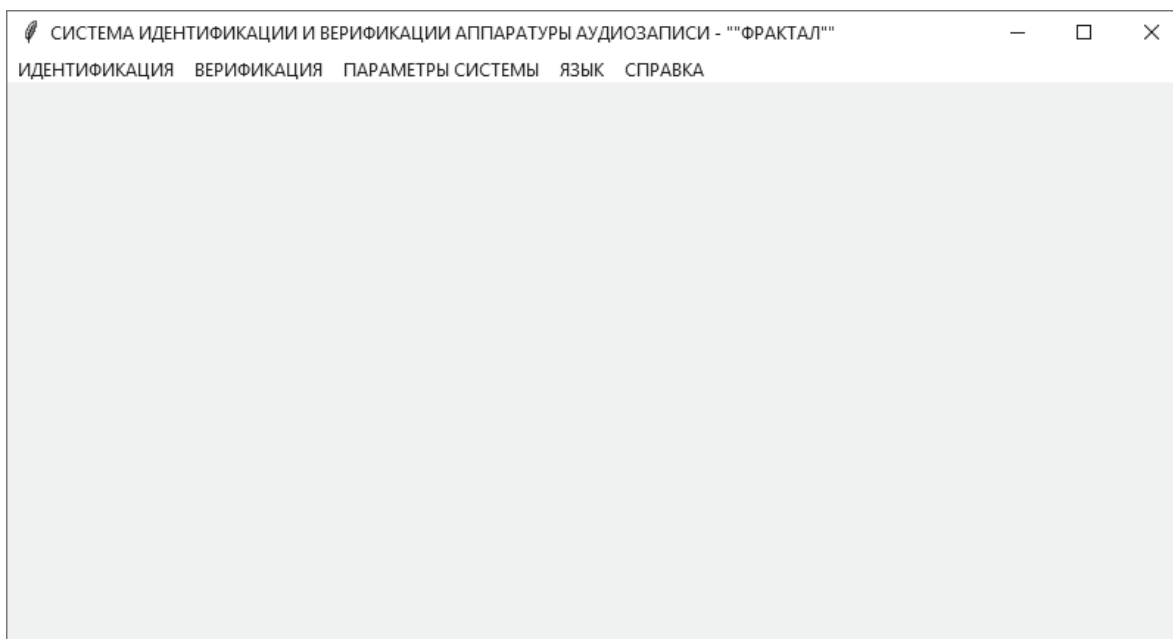 СИСТЕМА ИДЕНТИФИКАЦИИ И ВЕРИФИКАЦИИ АППАРАТУРЫ АУДИОЗАПИСИ - ""ФРАКТАЛ""
ИДЕНТИФИКАЦИЯ ВЕРИФИКАЦИЯ ПАРАМЕТРЫ СИСТЕМЫ ЯЗЫК СПРАВКА